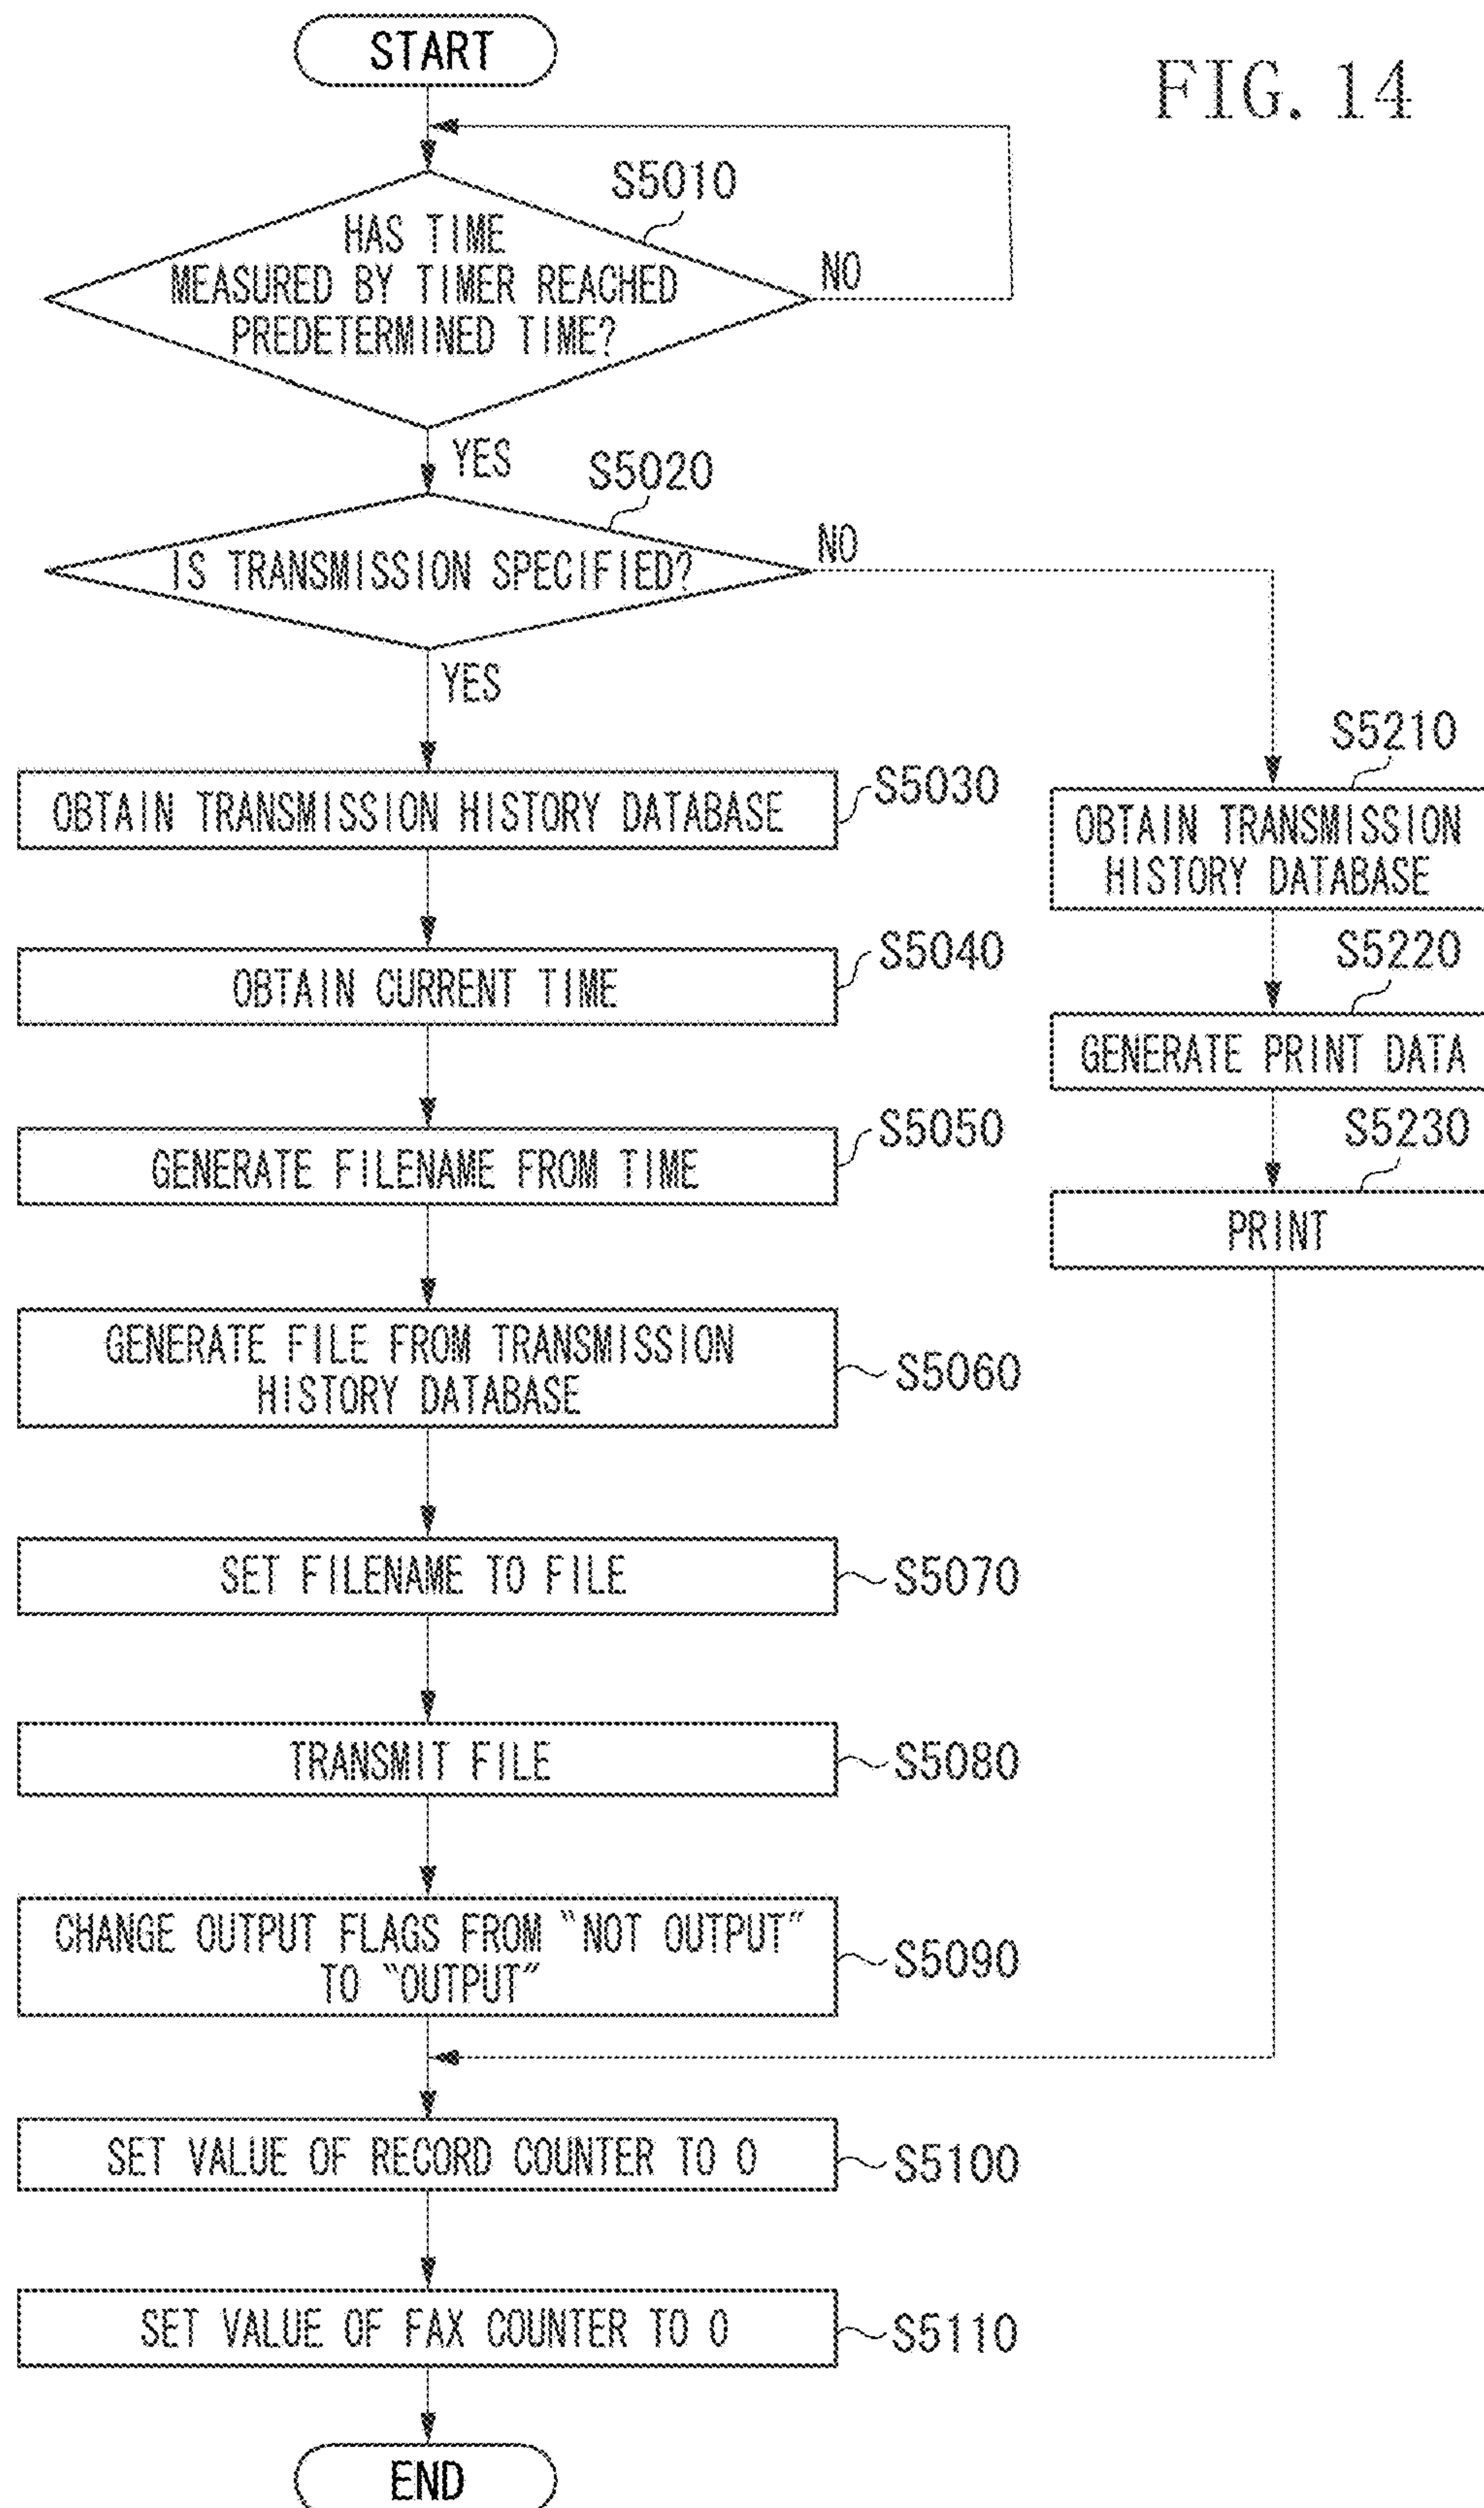 START
FIG. 14
S5010
HAS TIME
MEASURED BY TIMER REACHED
PREDETERMINED TIME?
NO
YES
S5020
IS TRANSMISSION SPECIFIED?
NO
YES
OBTAIN TRANSMISSION HISTORY DATABASE
S5030
OBTAIN CURRENT TIME
S5040
GENERATE FILENAME FROM TIME
S5050
GENERATE FILE FROM TRANSMISSION
HISTORY DATABASE
S5060
SET FILENAME TO FILE
S5070
TRANSMIT FILE
S5080
CHANGE OUTPUT FLAGS FROM “NOT OUTPUT”
TO “OUTPUT”
S5090
S5210
OBTAIN TRANSMISSION
HISTORY DATABASE
S5220
GENERATE PRINT DATA
S5230
PRINT
SET VALUE OF RECORD COUNTER TO 0
S5100
SET VALUE OF FAX COUNTER TO 0
S5110
END